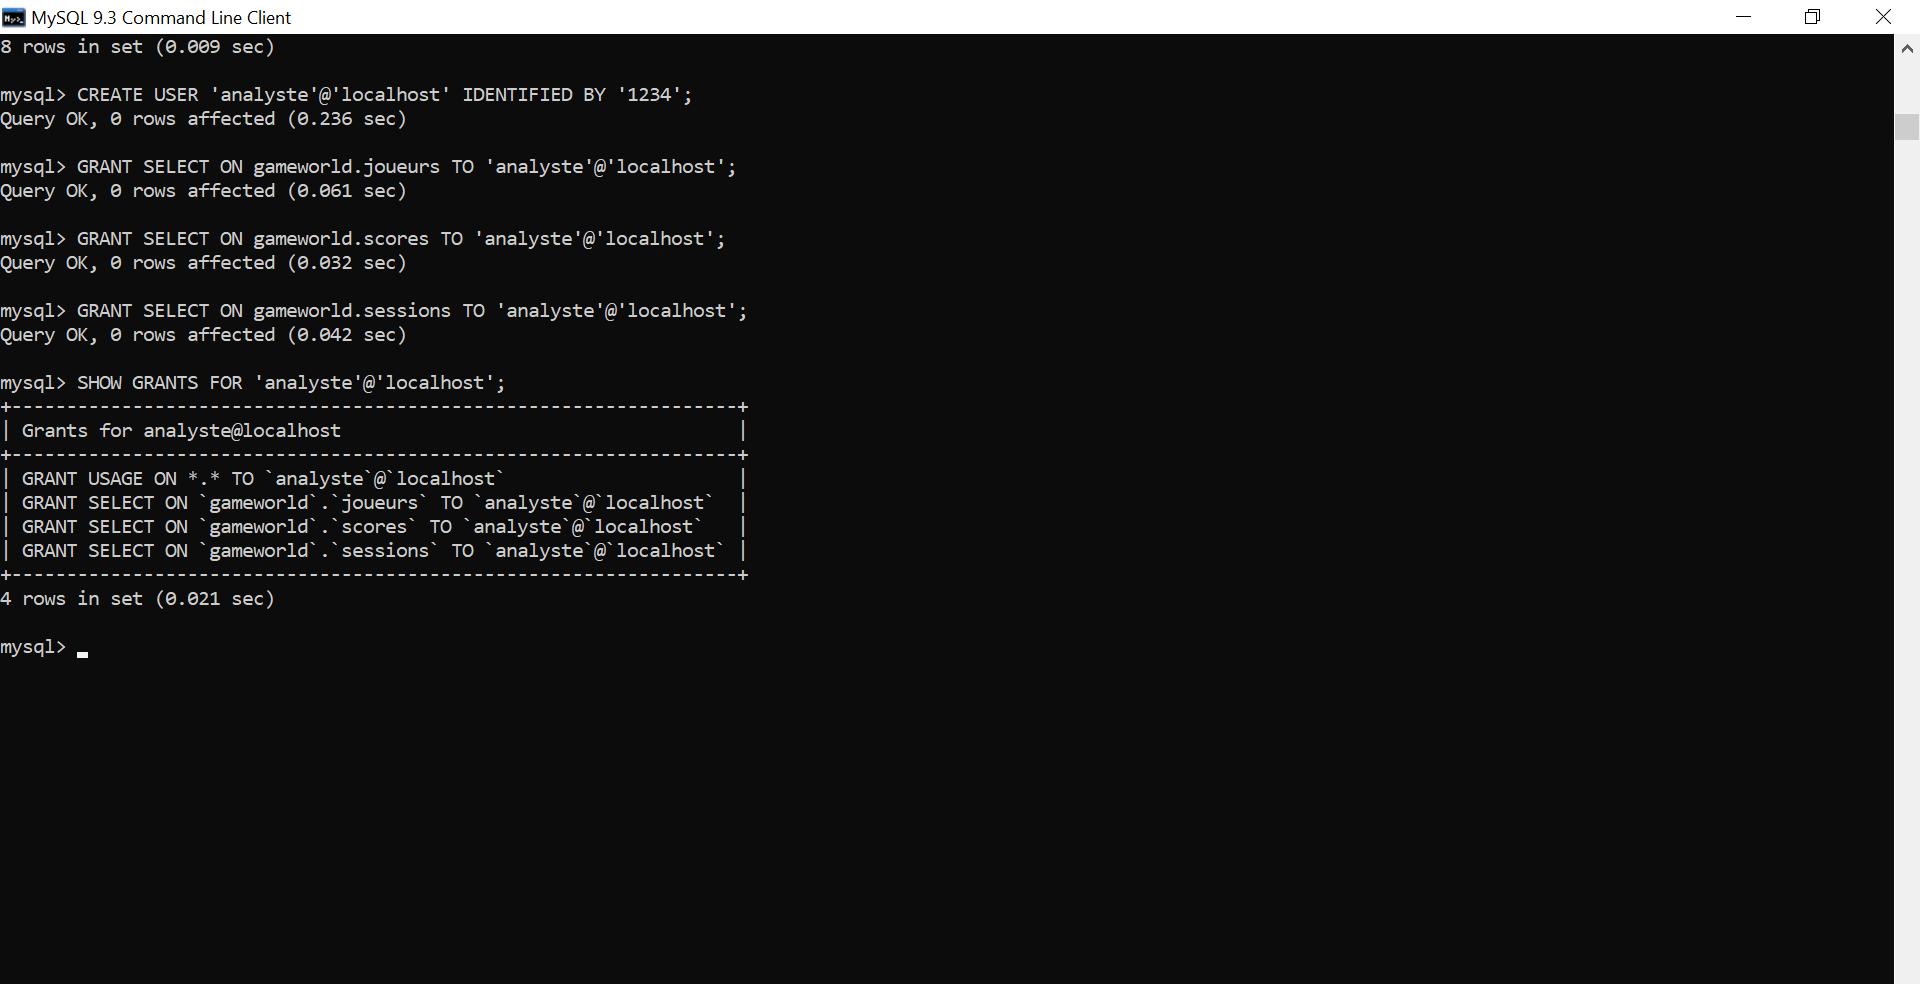 MySQL 9.3 Command Line Client
8 rows in set (0.009 sec)
mysql> CREATE USER 'analyste'@'localhost' IDENTIFIED BY '1234';
Query OK, 0 rows affected (0.236 sec)
mysql> GRANT SELECT ON gameworld.joueurs TO 'analyste'@'localhost';
Query OK, 0 rows affected (0.061 sec)
mysql> GRANT SELECT ON gameworld.scores TO 'analyste'@'localhost';
Query OK, 0 rows affected (0.032 sec)
mysql> GRANT SELECT ON gameworld.sessions TO 'analyste'@'localhost';
Query OK, 0 rows affected (0.042 sec)
mysql> SHOW GRANTS FOR 'analyste'@'localhost';
+------------------------------------------------------------------+
| Grants for analyste@localhost                                    |
+------------------------------------------------------------------+
| GRANT USAGE ON *.* TO `analyste`@`localhost`                     |
| GRANT SELECT ON `gameworld`.`joueurs` TO `analyste`@`localhost`  |
| GRANT SELECT ON `gameworld`.`scores` TO `analyste`@`localhost`   |
| GRANT SELECT ON `gameworld`.`sessions` TO `analyste`@`localhost` |
+------------------------------------------------------------------+
4 rows in set (0.021 sec)
mysql>